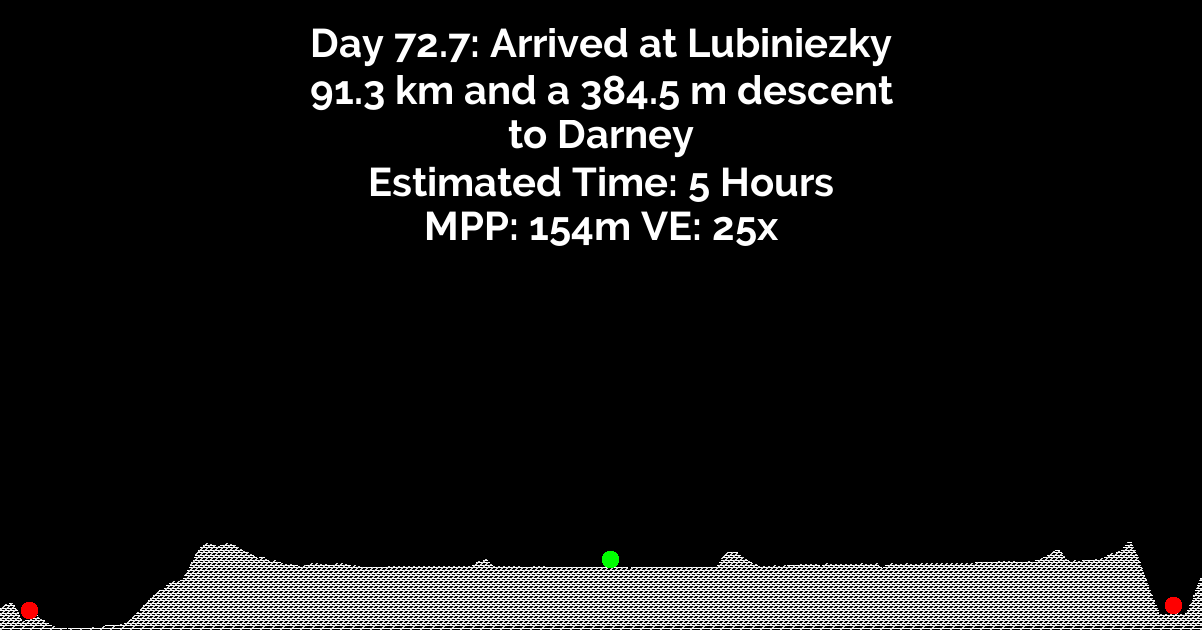 Day 72.7: Arrived at Lubiniezky
91.3 km and a 384.5 m descent
to Darney
Estimated Time: 5 Hours
MPP: 154m VE: 25x